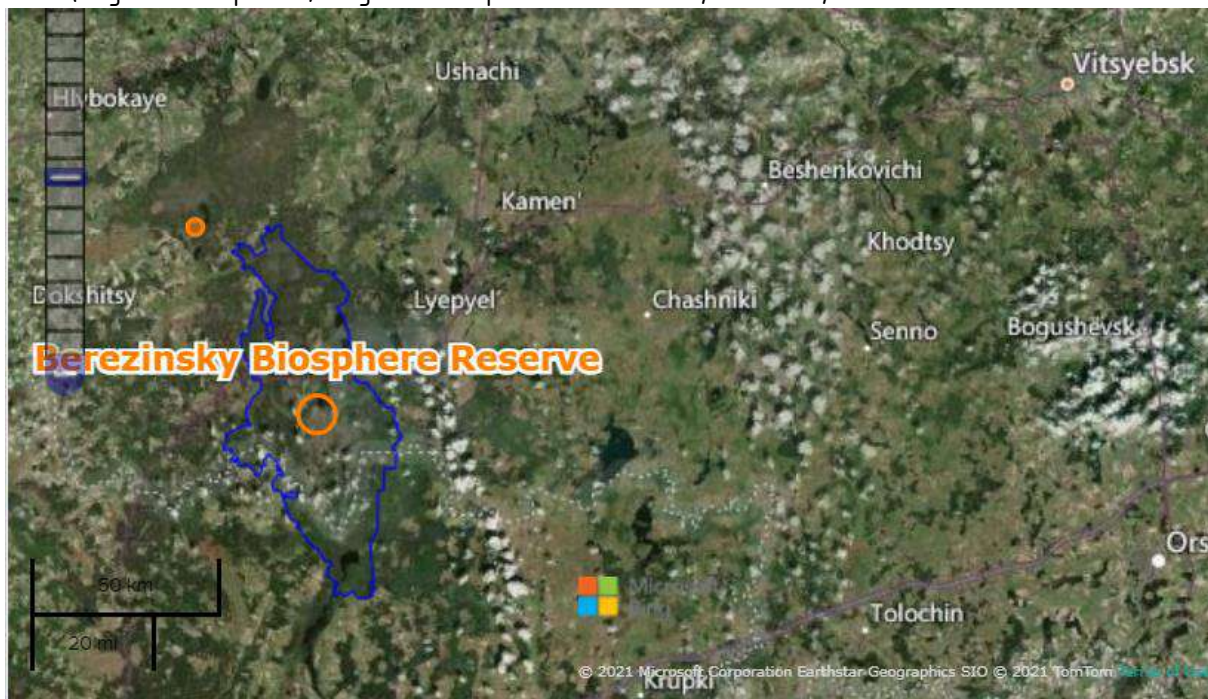 Vitsyebsk
Ushachi
Hlybokaye
Beshenkovichi
Kamen'
Khodtsy
Dokshitsy
Lyepyel'
Chashniki
Senno
Bogushevsk
Berezinsky Biosphere Reserve
Ors
50 km
Microsoft
Bing
Tolochin
20 mi
© 2021 Microsoft Corporation Earthstar Geographics SIO © 2021 TomTom
Krupki